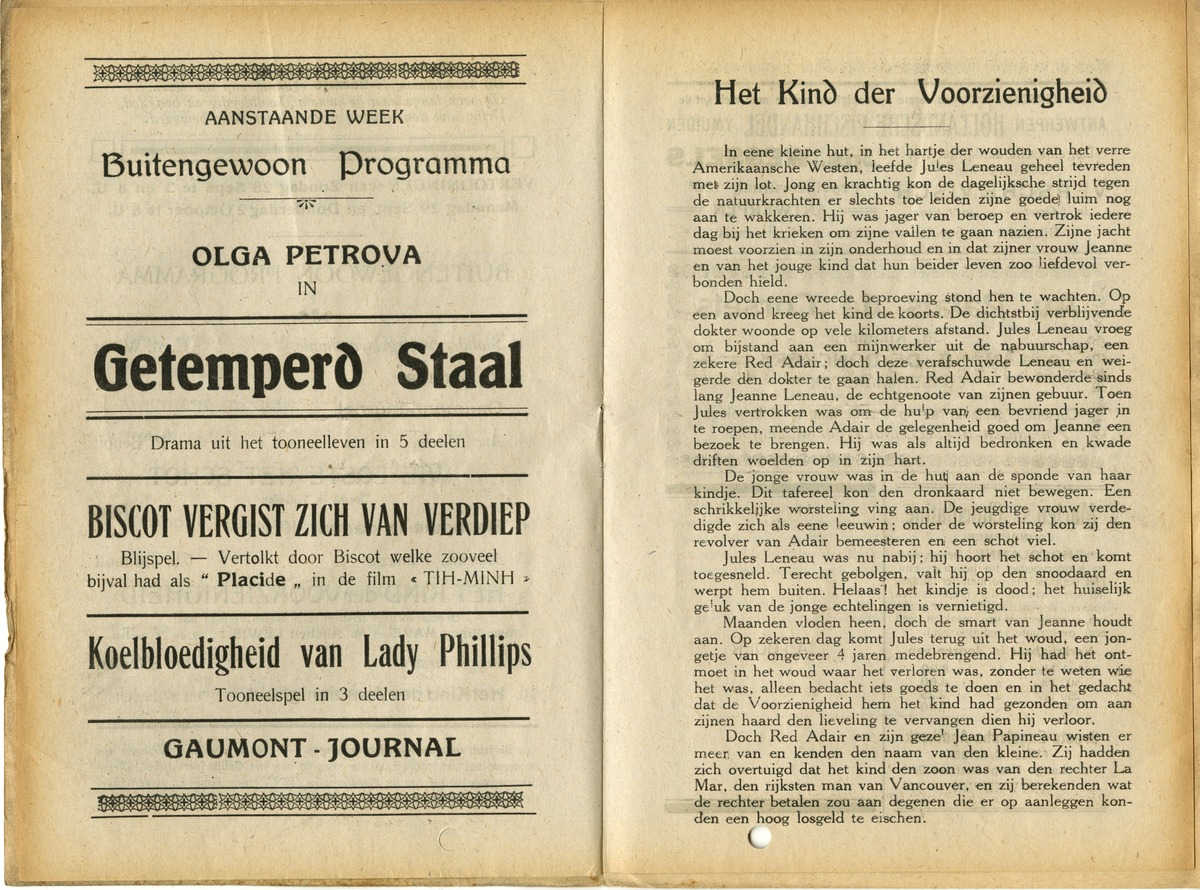 AANSTAANDE WEEK
Buitengewoon Programma
OLGA PETROVA
IN
Getemperd Staal
Drama uit het tooneelleven in 5 deelen
BISCOT VERGIST ZICH VAN VERDIEP
Blijspel. — Vertolkt door Biscot welke zooveel
bijval had als “ Placide „ in de film « TIH-MINH »
Koelbloedigheid van Lady Phillips
Tooneelspel in 3 deelen
GAUMONT - JOURNAL
Het Kind der Voorzienigheid
In eene kleine hut, in het hartje der wouden van het verre
Amerikaansche Westen, leefde Jules Leneau geheel tevreden
met zijn lot. Jong en krachtig kon de dagelijksche strijd tegen
de natuurkrachten er slechts toe leiden zijne goede luim nog
aan te wakkeren. Hij was jager van beroep en vertrok iedere
dag bij het krieken om zijne vallen te gaan nazien. Zijne jacht
moest voorzien in zijn onderhoud en in dat zijner vrouw Jeanne
en van het jouge kind dat hun beider leven zoo liefdevol ver-
bonden hield.
Doch eene wreede beproeving stond hen te wachten. Op
een avond kreeg het kind de koorts. De dichtstbij verblijvende
dokter woonde op vele kilometers afstand. Jules Leneau vroeg
om bijstand aan een mijnwerker uit de nabuurschap, een
zekere Red Adair; doch deze verafschuwde Leneau en wei-
gerde den dokter te gaan halen. Red Adair bewonderde sinds
lang Jeanne Leneau, de echtgenoote van zijnen gebuur. Toen
Jules vertrokken was om de hulp van een bevriend jager in
te roepen, meende Adair de gelegenheid goed om Jeanne een
bezoek te brengen. Hij was als altijd bedronken en kwade
driften woelden op in zijn hart.
De jonge vrouw was in de hut aan de sponde van haar
kindje. Dit tafereel kon den dronkaard niet bewegen. Een
schrikkelijke worsteling ving aan. De jeugdige vrouw verde-
digde zich als eene leeuwin; onder de worsteling kon zij den
revolver van Adair bemeesteren en een schot viel.
Jules Leneau was nu nabij; hij hoort het schot en komt
toegesneld. Terecht gebolgen, valt hij op den snoodaard en
werpt hem buiten. Helaas! het kindje is dood; het huiselijk
geluk van de jonge echtelingen is vernietigd.
Maanden vloden heen, doch de smart van Jeanne houdt
aan. Op zekeren dag komt Jules terug uit het woud, een jon-
getje van ongeveer 4 jaren medebrengend. Hij had het ont-
moet in het woud waar het verloren was, zonder te weten wie
het was, alleen bedacht iets goeds te doen en in het gedacht
dat de Voorzienigheid hem het kind had gezonden om aan
zijnen haard den lieveling te vervangen dien hij verloor.
Doch Red Adair en zijn gezel Jean Papineau wisten er
meer van en kenden den naam van den kleine. Zij hadden
zich overtuigd dat het kind den zoon was van den rechter La
Mar, den rijksten man van Vancouver, en zij berekenden wat
de rechter betalen zou aan degenen die er op aanleggen kon-
den een hoog losgeld te eischen.